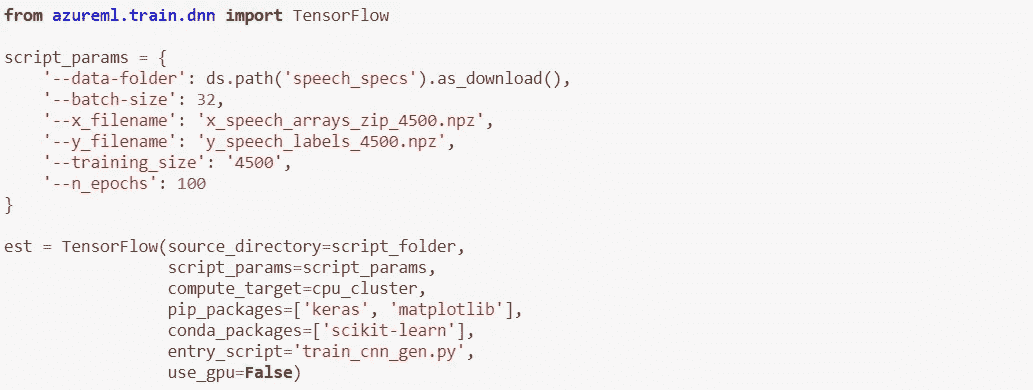 from azureml.train.dnn import TensorFlow
script_params = {
    '--data-folder': ds.path('speech_specs').as_download(),
    '--batch-size': 32,
    '--x_filename': 'x_speech_arrays_zip_4500.npz',
    '--y_filename': 'y_speech_labels_4500.npz',
    '--training_size': '4500',
    '--n_epochs': 100
}
est = TensorFlow(source_directory=script_folder,
                 script_params=script_params,
                 compute_target=cpu_cluster,
                 pip_packages=['keras', 'matplotlib'],
                 conda_packages=['scikit-learn'],
                 entry_script='train_cnn_gen.py',
                 use_gpu=False)